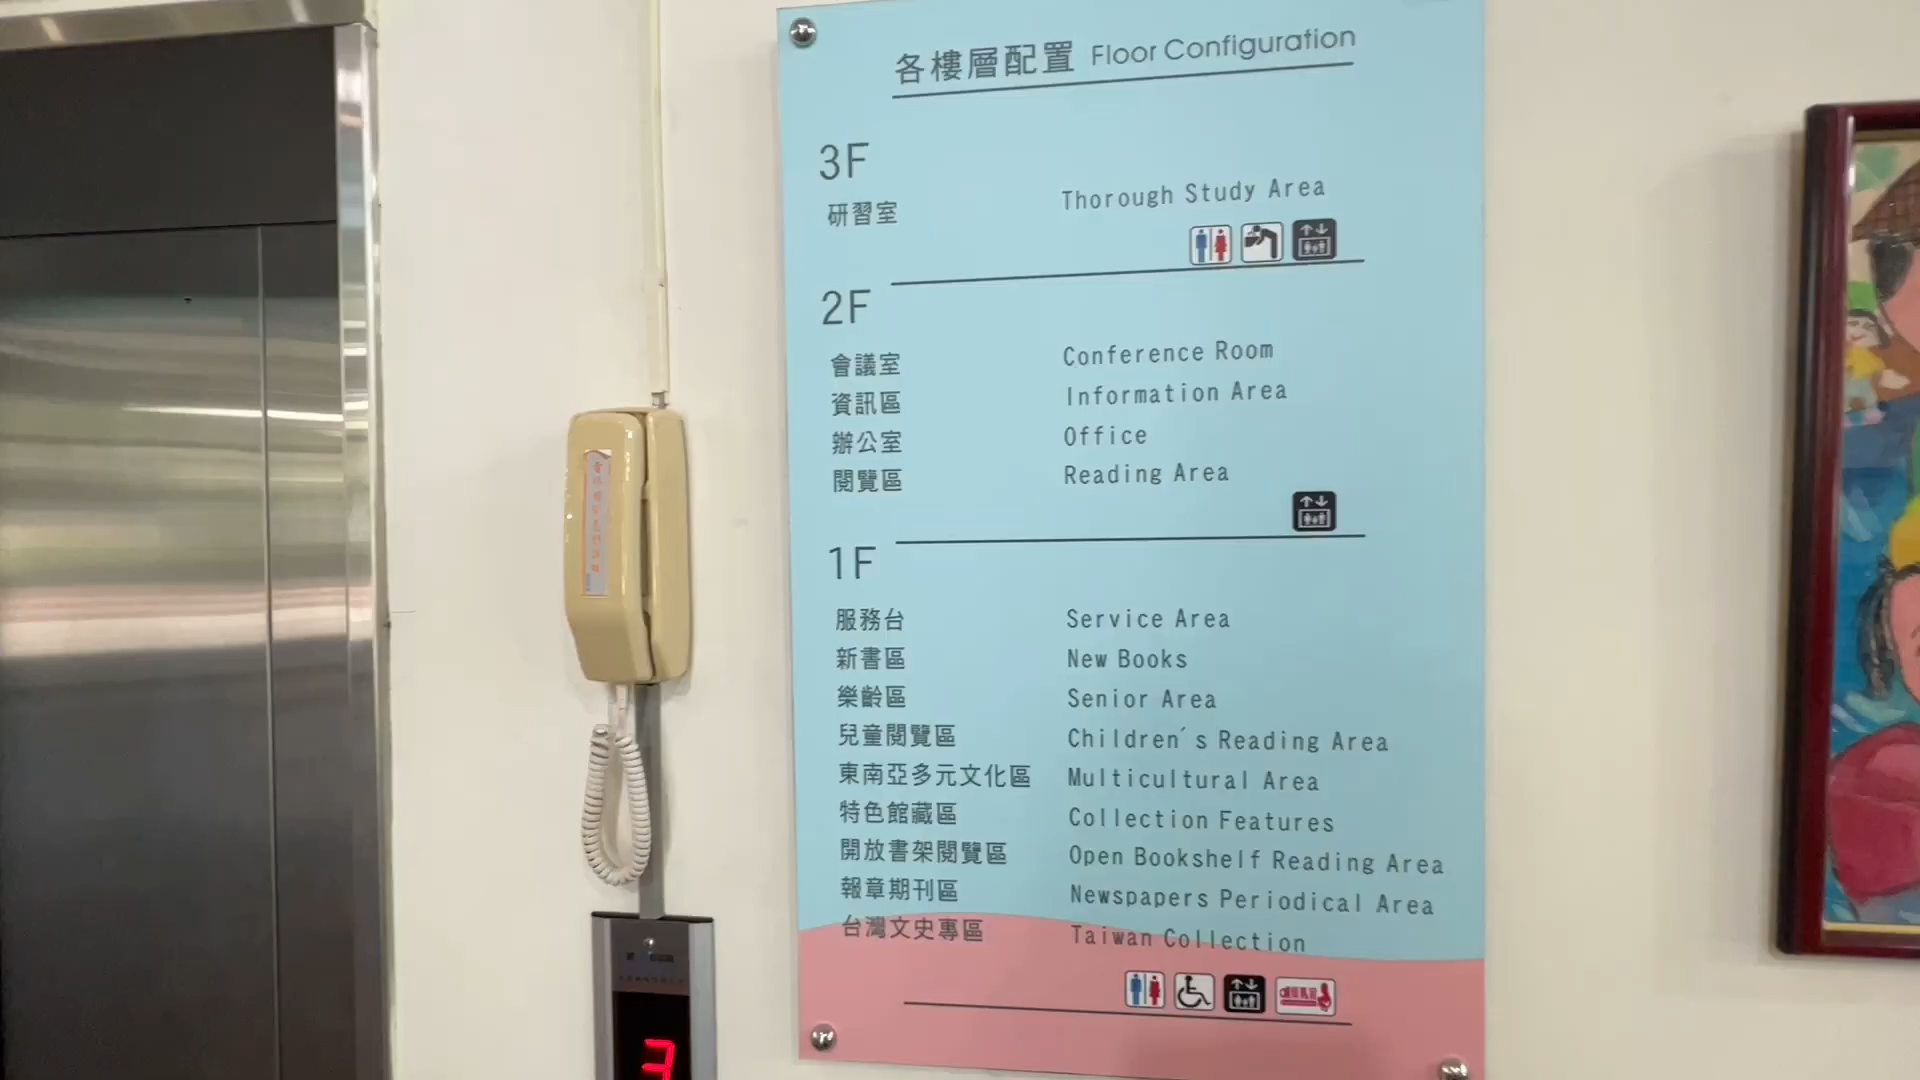 各樓層配置 Floor Configuration
3F
研習室 Thorough Study Area
2F
會議室 Conference Room
資訊區 Information Area
辦公室 Office
閱覽區 Reading Area
1F
服務台 Service Area
新書區 New Books
樂齡區 Senior Area
兒童閱覽區 Children's Reading Area
東南亞多元文化區 Multicultural Area
特色館藏區 Collection Features
開放書架閱覽區 Open Bookshelf Reading Area
報章期刊區 Newspapers Periodical Area
台灣文史專區 Taiwan Collection
3